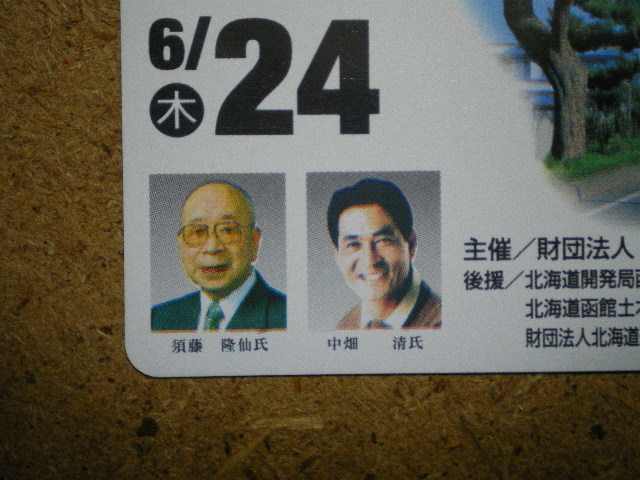 6/24
木
須藤 隆仙氏
中畑 清氏
主催／財団法人
後援／北海道開発局
北海道函館土
財団法人北海道